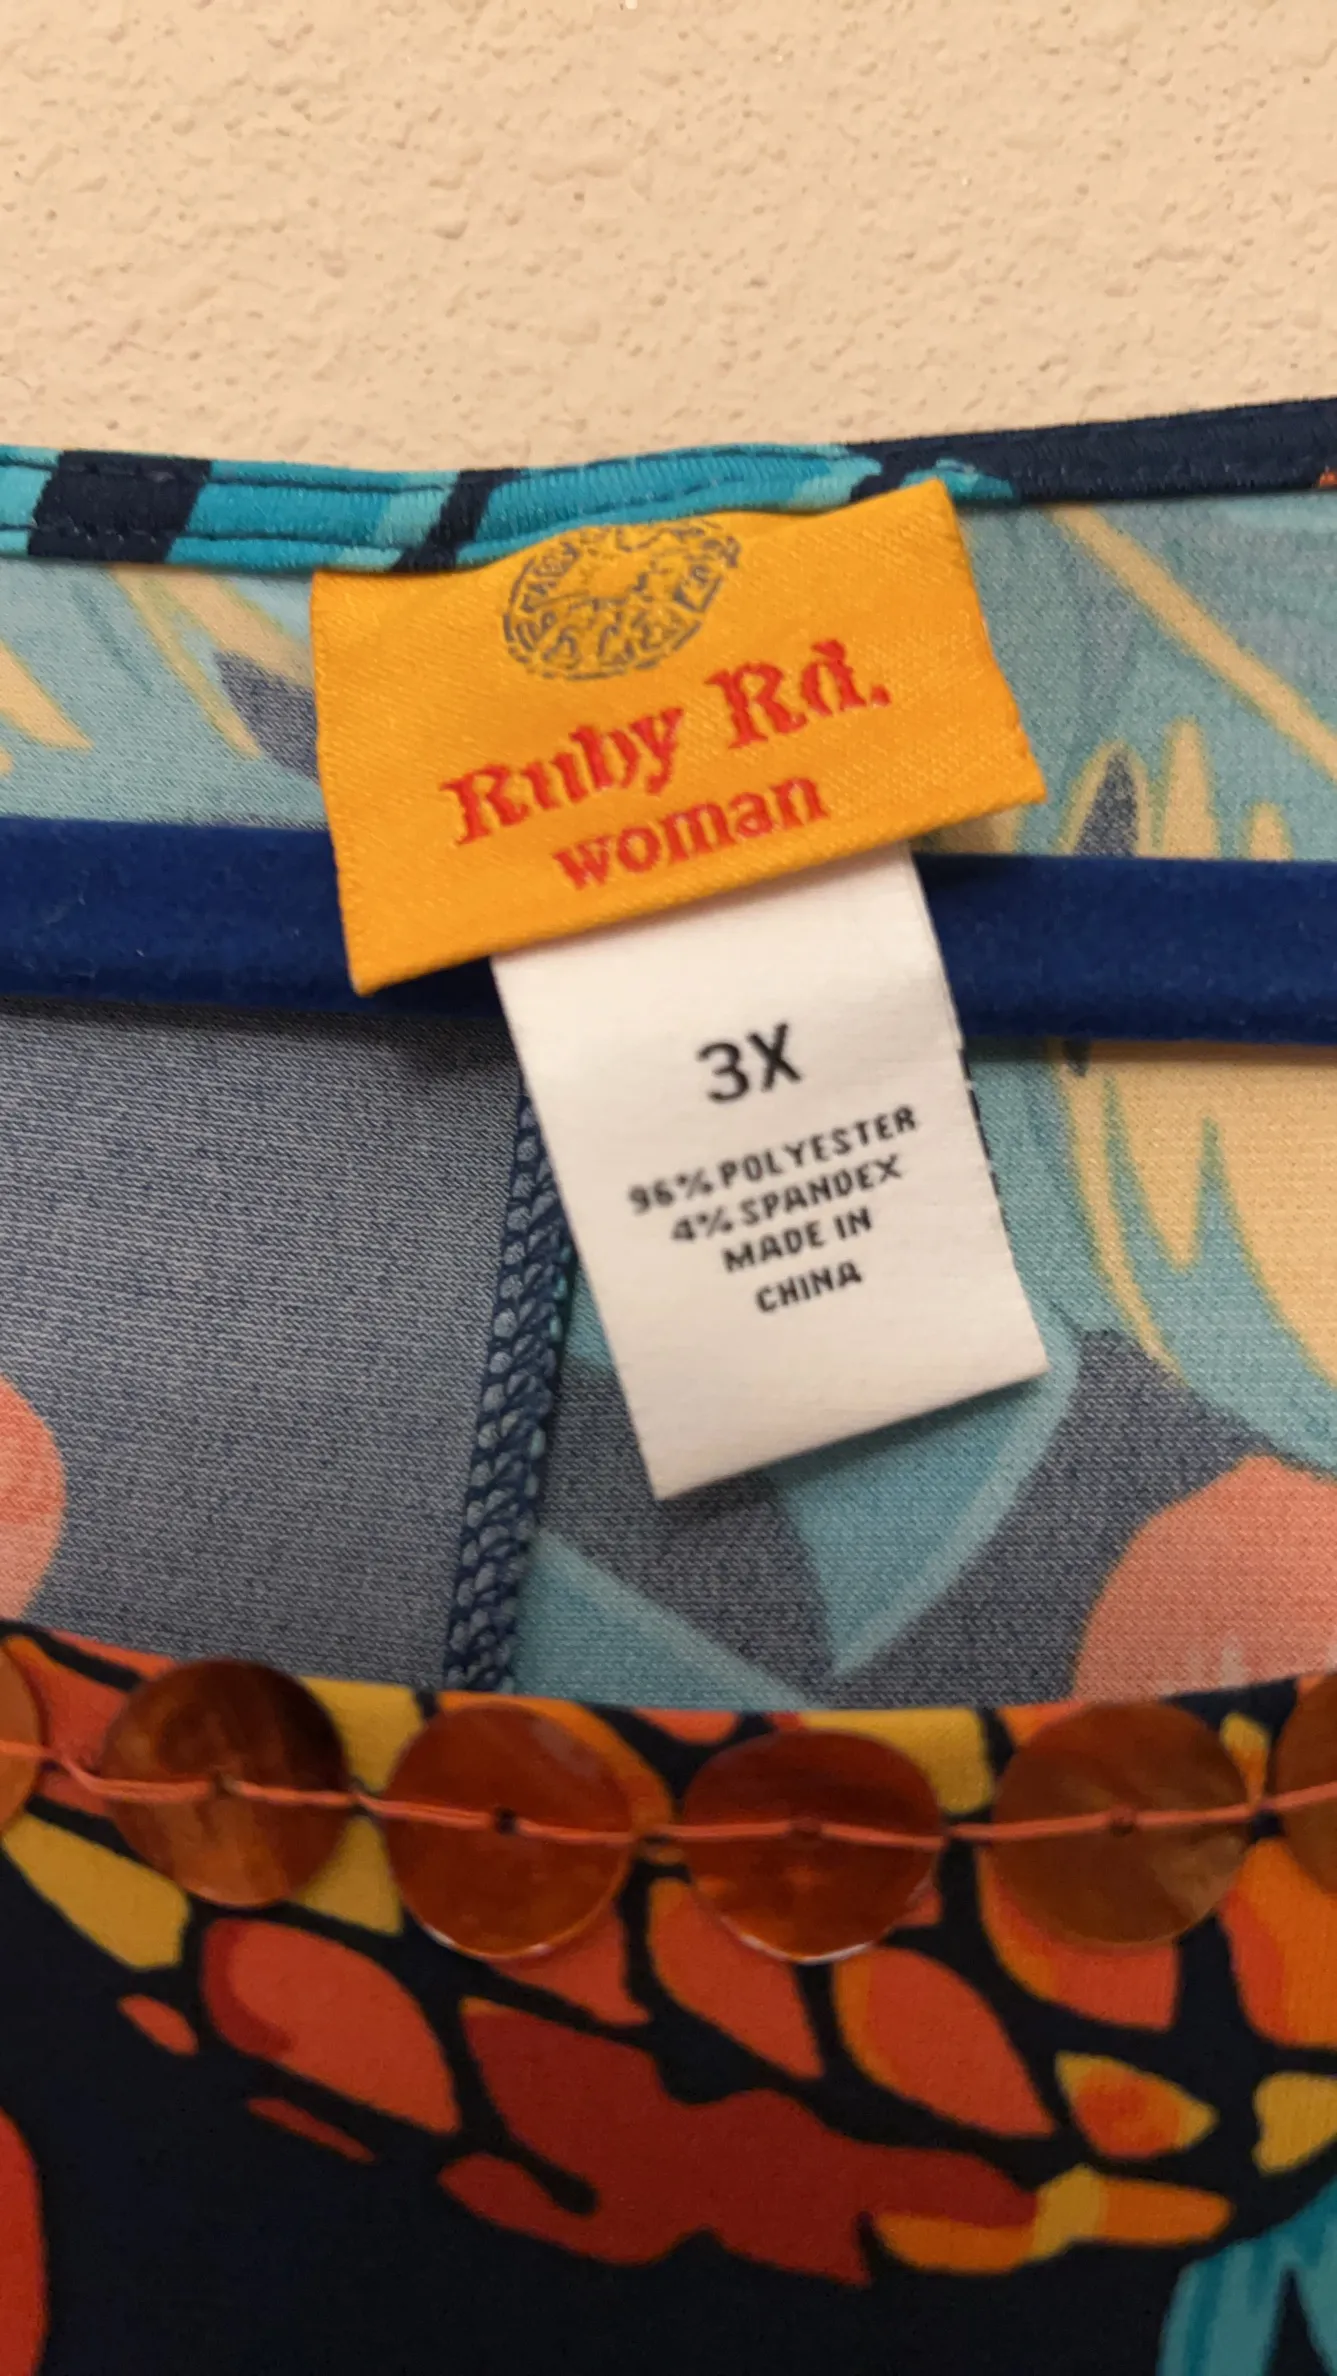 Ruby Rd.
woman
3X
96% POLYESTER
4% SPANDEX
MADE IN
CHINA